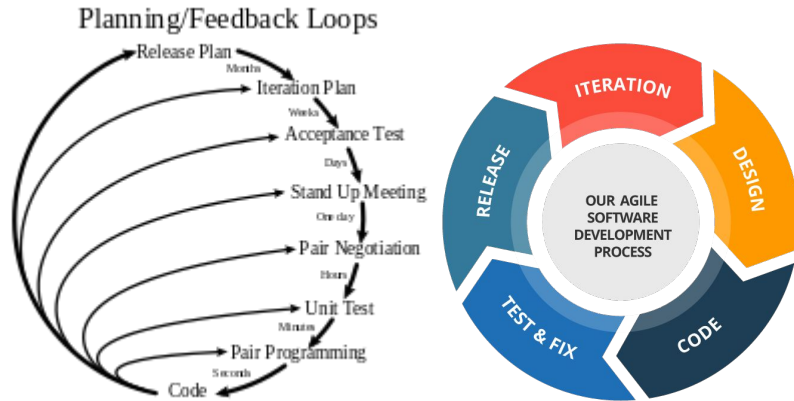 Planning/Feedback Loops
Release Plan
Months
Iteration Plan
Weeks
Acceptance Test
Days
Stand Up Meeting
One day
Pair Negotiation
Hours
Unit Test
Minutes
Pair Programming
Seconds
Code
ITERATION
DESIGN
CODE
TEST & FIX
RELEASE
OUR AGILE
SOFTWARE
DEVELOPMENT
PROCESS